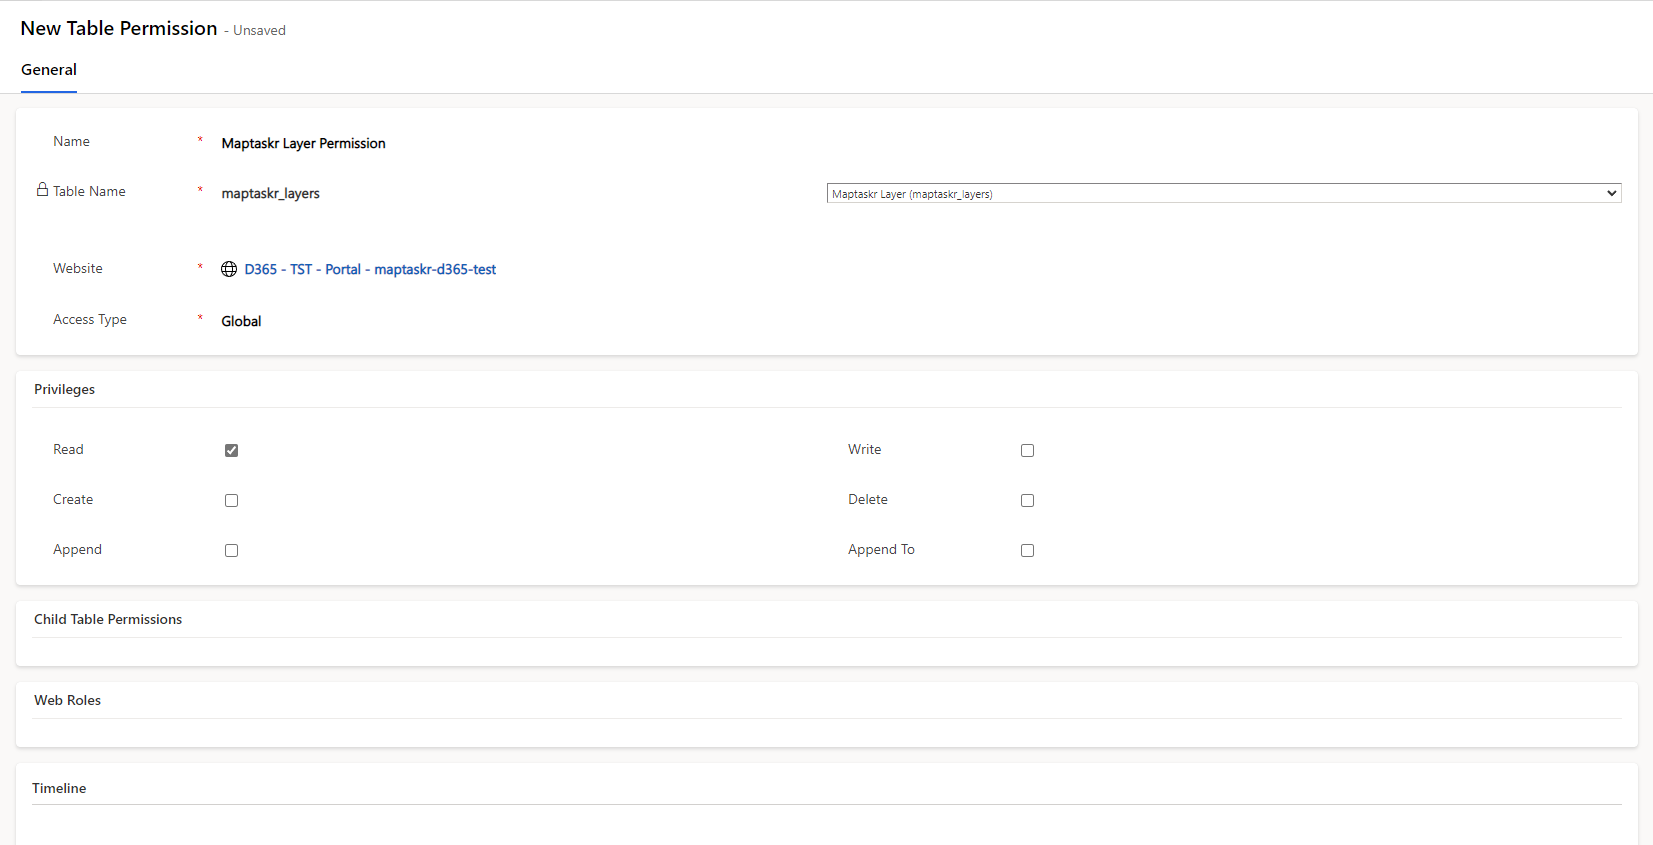 New Table Permission - Unsaved
General
Name * Maptaskr Layer Permission
Table Name * maptaskr_layers Maptaskr Layer (maptaskr_layers)
Website * D365 - TST - Portal - maptaskr-d365-test
Access Type * Global
Privileges
Read Write
Create Delete
Append Append To
Child Table Permissions
Web Roles
Timeline